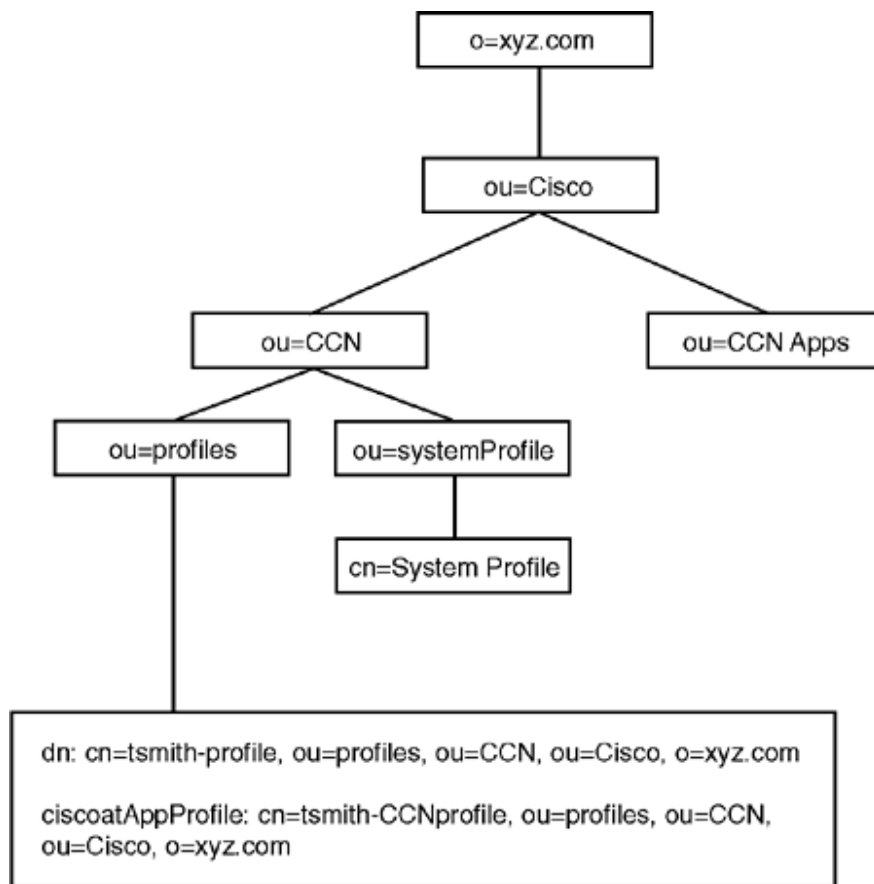 o=xyz.com
ou=Cisco
ou=CCN
ou=CCN Apps
ou=profiles
ou=systemProfile
cn=System Profile
dn: cn=tsmith-profile, ou=profiles, ou=CCN, ou=Cisco, o=xyz.com
ciscoatAppProfile: cn=tsmith-CCNprofile, ou=profiles, ou=CCN,
ou=Cisco, o=xyz.com